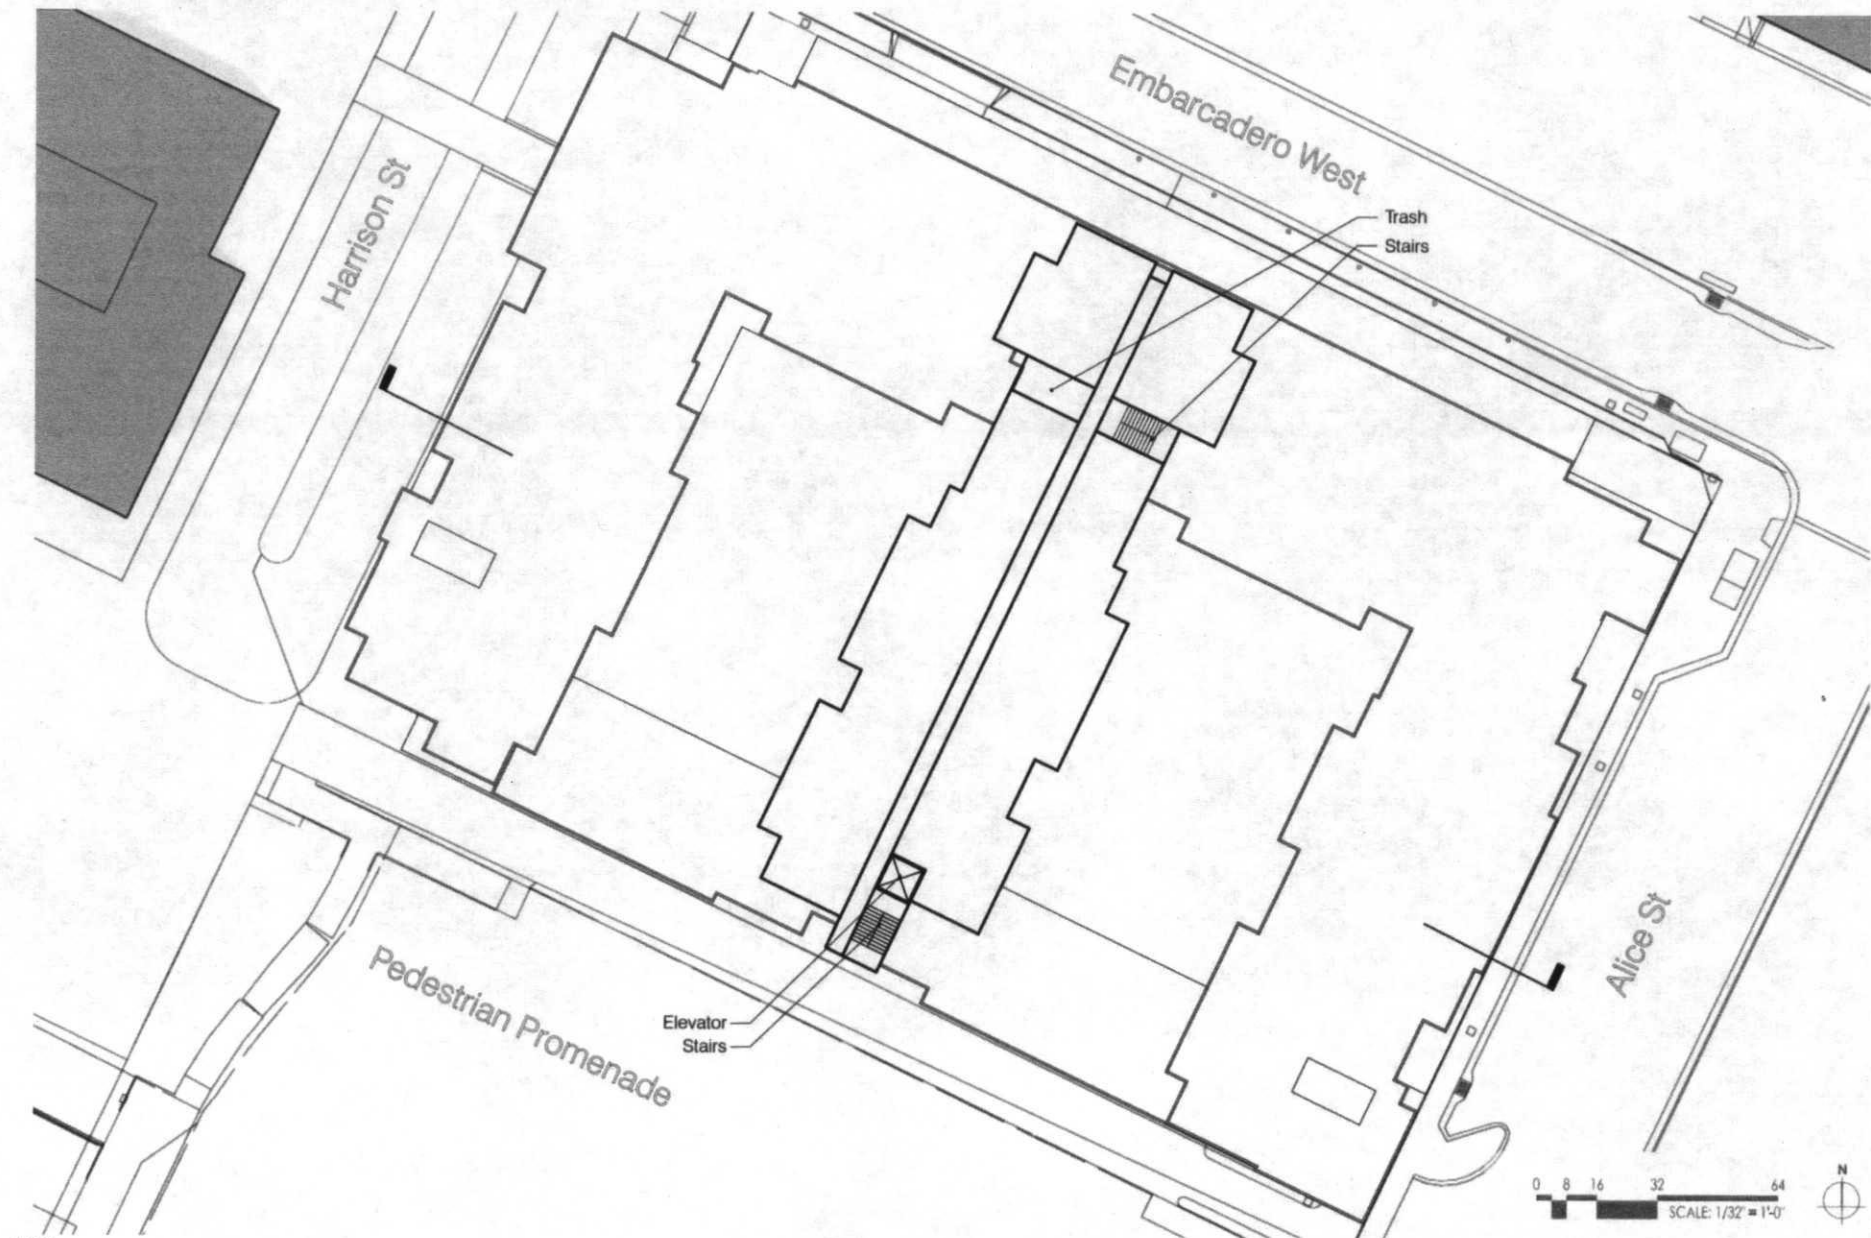 Embarcadero West
Harrison St
Trash
Stairs
Alice St
Pedestrian Promenade
Elevator
Stairs
N
0 8 16 32 64
SCALE: 1/32" = 1'-0"